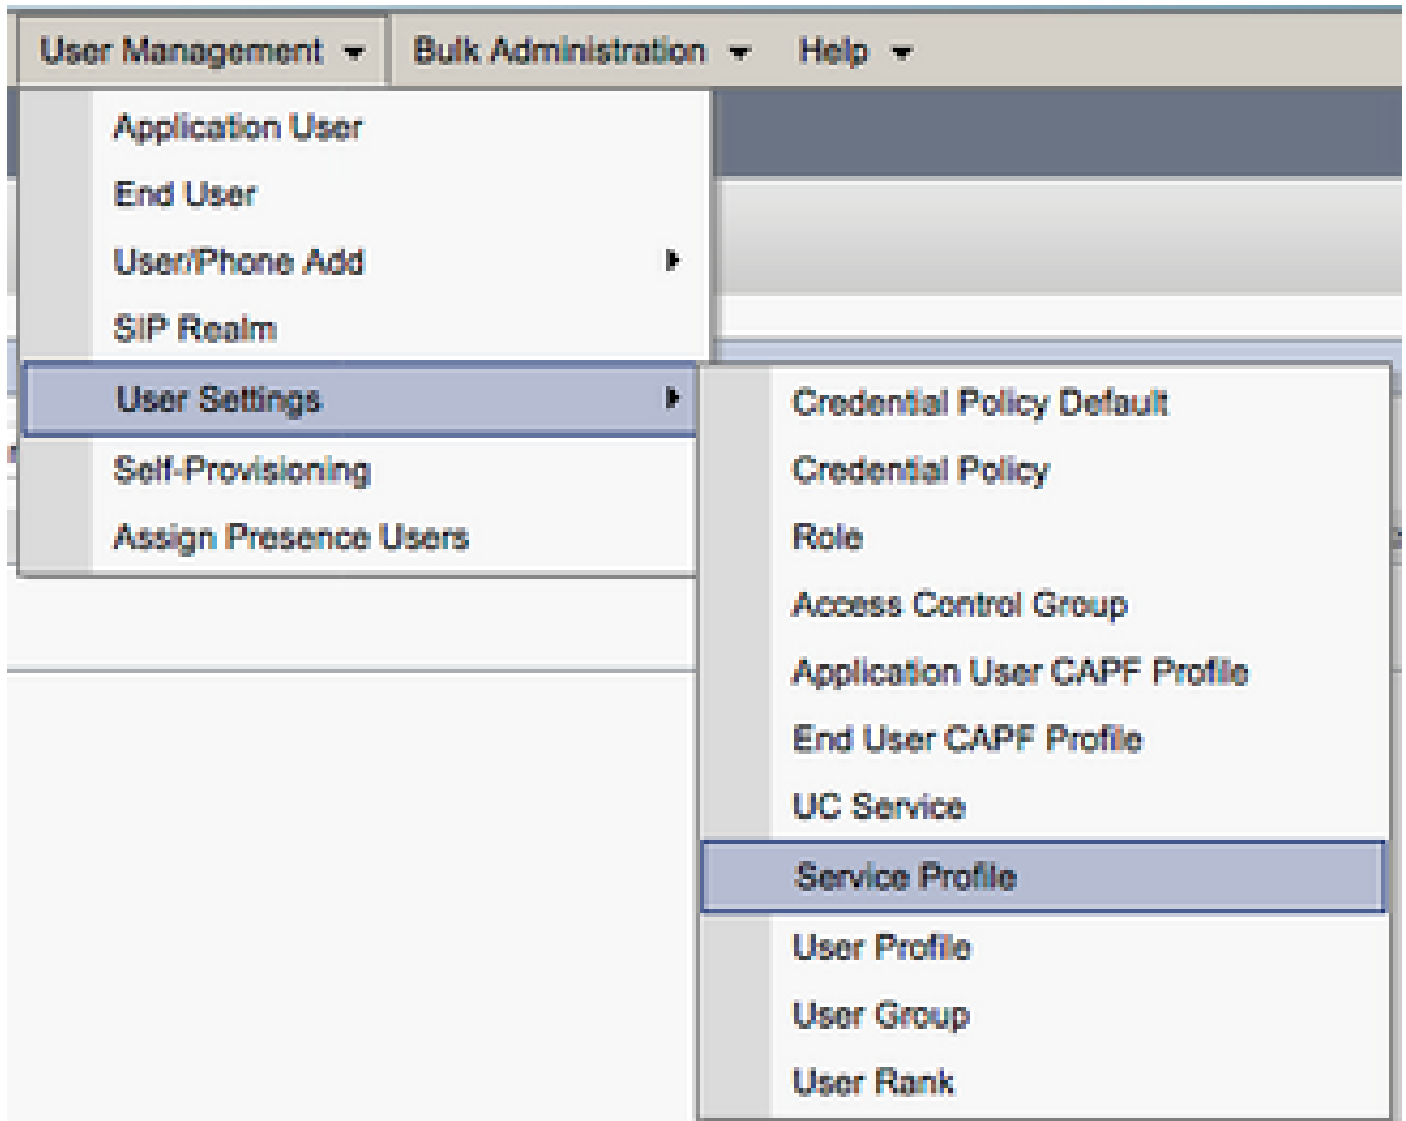 User Management Bulk Administration Help
Application User
End User
User/Phone Add
SIP Realm
User Settings
Self-Provisioning
Assign Presence Users
Credential Policy Default
Credential Policy
Role
Access Control Group
Application User CAPF Profile
End User CAPF Profile
UC Service
Service Profile
User Profile
User Group
User Rank